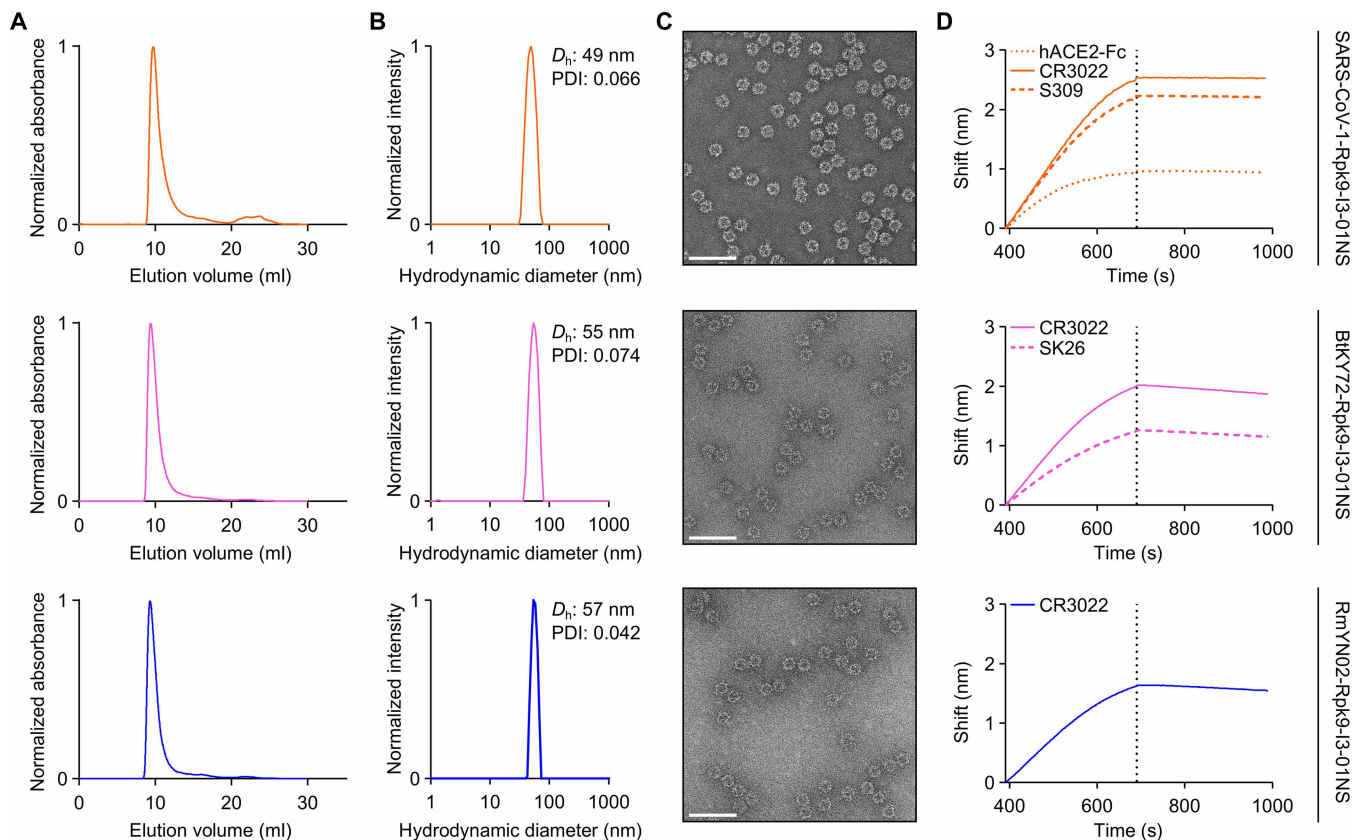 A
B
C
D
1
0
Normalized absorbance
0
10
20
30
Elution volume (ml)
1
0
Normalized intensity
1
10
100
1000
Hydrodynamic diameter (nm)
Dh: 49 nm
PDI: 0.066
3
2
1
0
Shift (nm)
hACE2-Fc
CR3022
S309
400
600
800
1000
Time (s)
SARS-CoV-1-Rpk9-I3-01NS
1
0
Normalized absorbance
0
10
20
30
Elution volume (ml)
1
0
Normalized intensity
1
10
100
1000
Hydrodynamic diameter (nm)
Dh: 55 nm
PDI: 0.074
3
2
1
0
Shift (nm)
CR3022
SK26
400
600
800
1000
Time (s)
BtKY72-Rpk9-I3-01NS
1
0
Normalized absorbance
0
10
20
30
Elution volume (ml)
1
0
Normalized intensity
1
10
100
1000
Hydrodynamic diameter (nm)
Dh: 57 nm
PDI: 0.042
3
2
1
0
Shift (nm)
CR3022
400
600
800
1000
Time (s)
RmYN02-Rpk9-I3-01NS